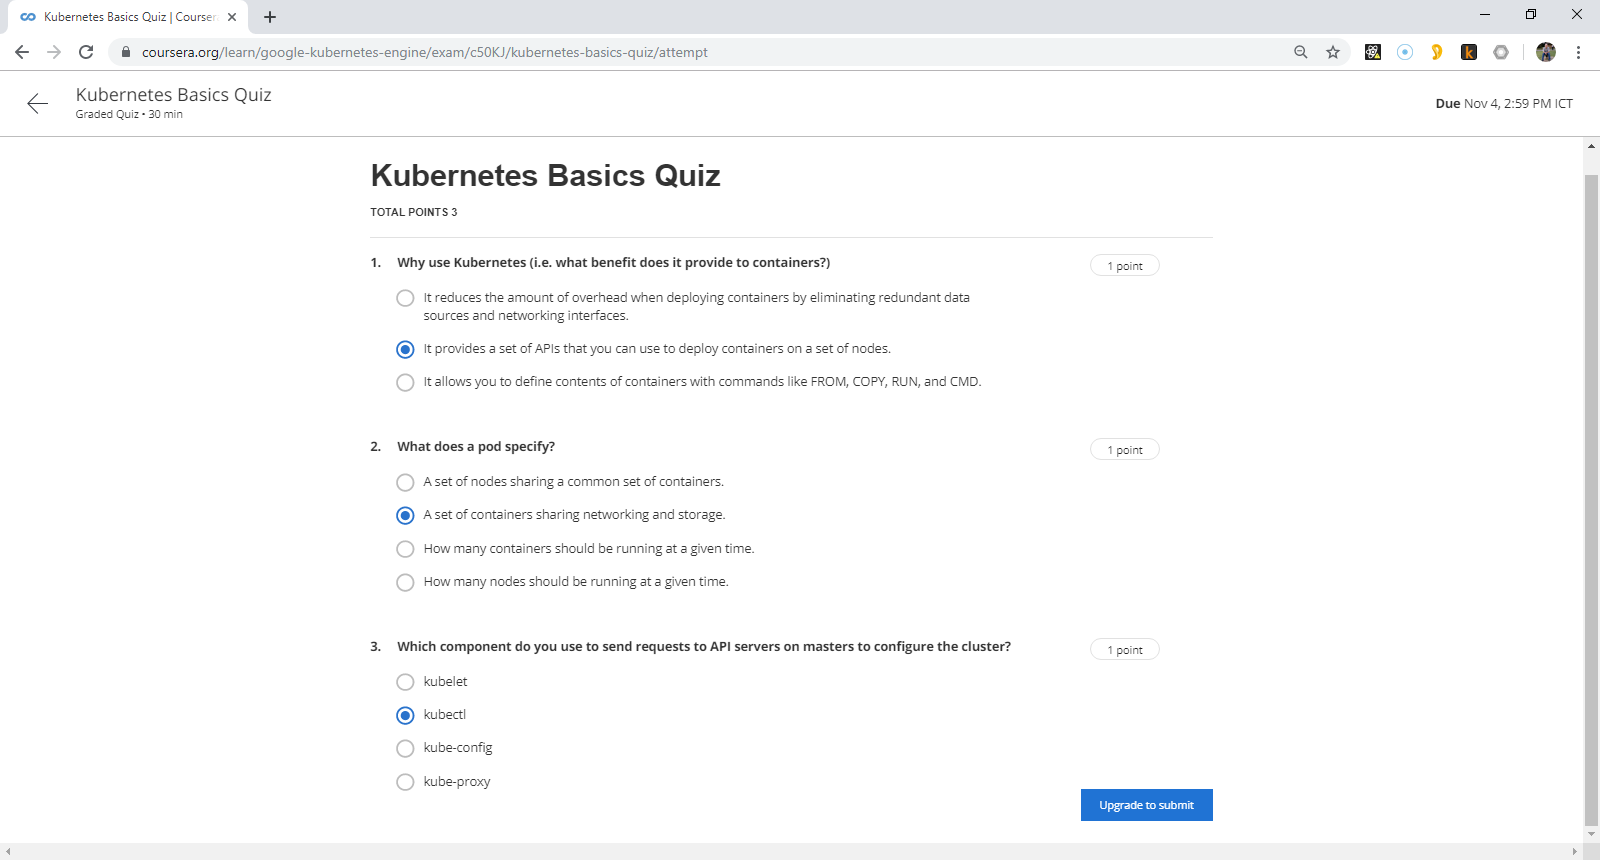 Kubernetes Basics Quiz | Courser
coursera.org/learn/google-kubernetes-engine/exam/c50KJ/kubernetes-basics-quiz/attempt
k
Kubernetes Basics Quiz
Graded Quiz • 30 min
Due Nov 4, 2:59 PM ICT
Kubernetes Basics Quiz
TOTAL POINTS 3
1. Why use Kubernetes (i.e. what benefit does it provide to containers?)
1 point
It reduces the amount of overhead when deploying containers by eliminating redundant data
sources and networking interfaces.
It provides a set of APIs that you can use to deploy containers on a set of nodes.
It allows you to define contents of containers with commands like FROM, COPY, RUN, and CMD.
2. What does a pod specify?
1 point
A set of nodes sharing a common set of containers.
A set of containers sharing networking and storage.
How many containers should be running at a given time.
How many nodes should be running at a given time.
3. Which component do you use to send requests to API servers on masters to configure the cluster?
1 point
kubelet
kubectl
kube-config
kube-proxy
Upgrade to submit